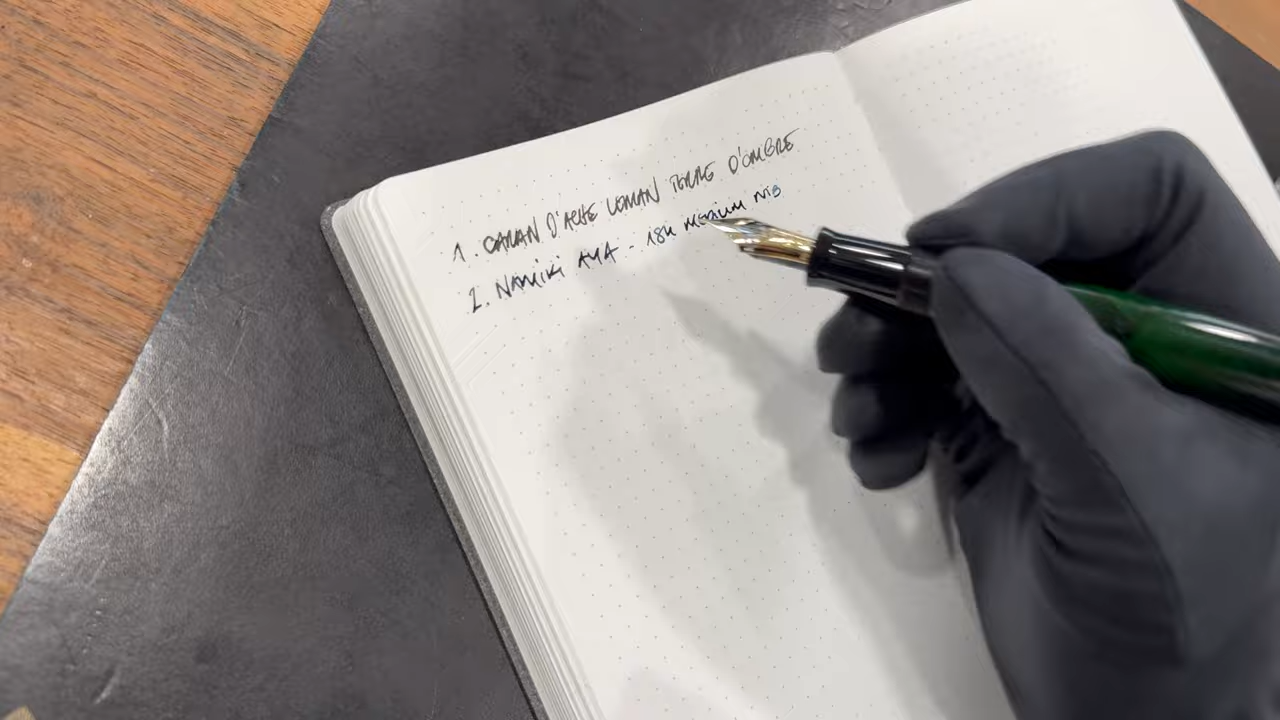 1. CARAN D'ACHE LEMAN TERRE D'OMBRE
2. NAMIKI AYA - 18K MEDIUM NIB